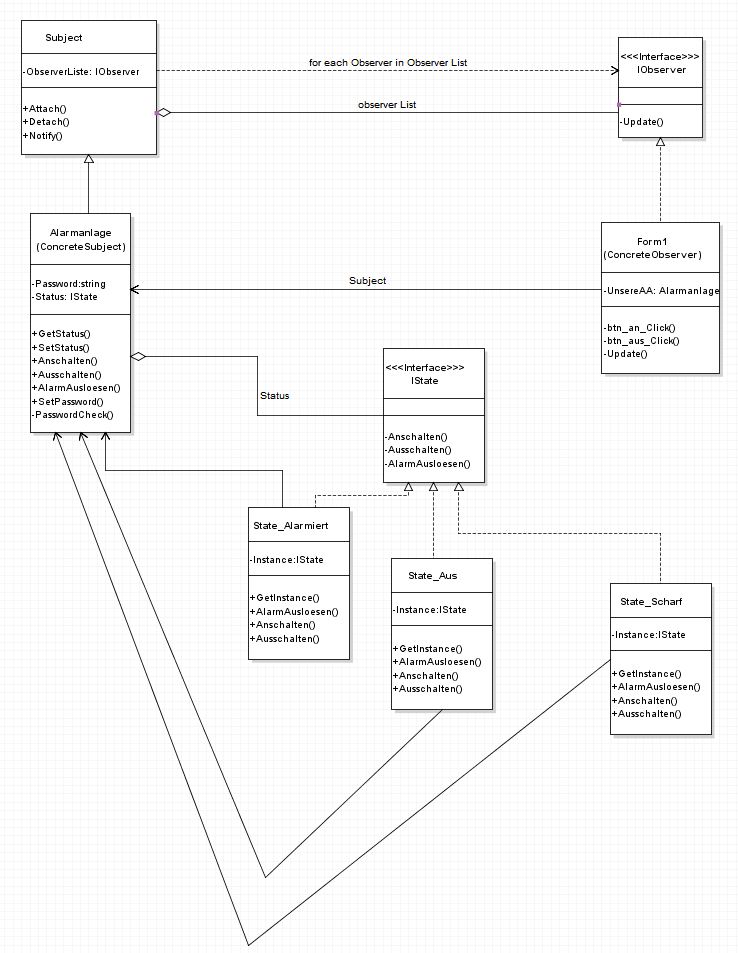 Subject
-ObserverListe: IObserver
+Attach()
+Detach()
+Notify()
for each Observer in Observer List
observer List
<<<Interface>>>
IObserver
-Update()
Alarmanlage
(ConcreteSubject)
-Password:string
-Status: IState
+GetStatus()
+SetStatus()
+Anschalten()
+Ausschalten()
+AlarmAusloesen()
+SetPassword()
-PasswordCheck()
Subject
Form1
(ConcreteObserver)
-UnsereAA: Alarmanlage
-btn_an_Click()
-btn_aus_Click()
-Update()
Status
<<<Interface>>>
IState
-Anschalten()
-Ausschalten()
-AlarmAusloesen()
State_Alarmiert
-Instance:IState
+GetInstance()
+AlarmAusloesen()
+Anschalten()
+Ausschalten()
State_Aus
-Instance:IState
+GetInstance()
+AlarmAusloesen()
+Anschalten()
+Ausschalten()
State_Scharf
-Instance:IState
+GetInstance()
+AlarmAusloesen()
+Anschalten()
+Ausschalten()